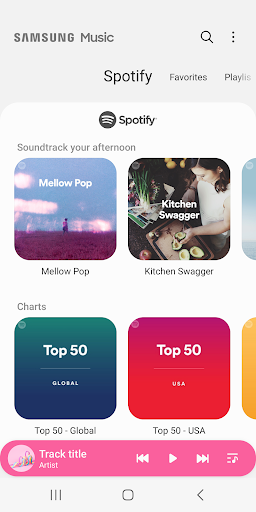 SAMSUNG Music
Spotify Favorites Playlis
Spotify
Soundtrack your afternoon
Mellow Pop
Kitchen
Swagger
Mellow Pop
Kitchen Swagger
Charts
Top 50
GLOBAL
Top 50
USA
Top 50 - Global
Top 50 - USA
Track title
Artist